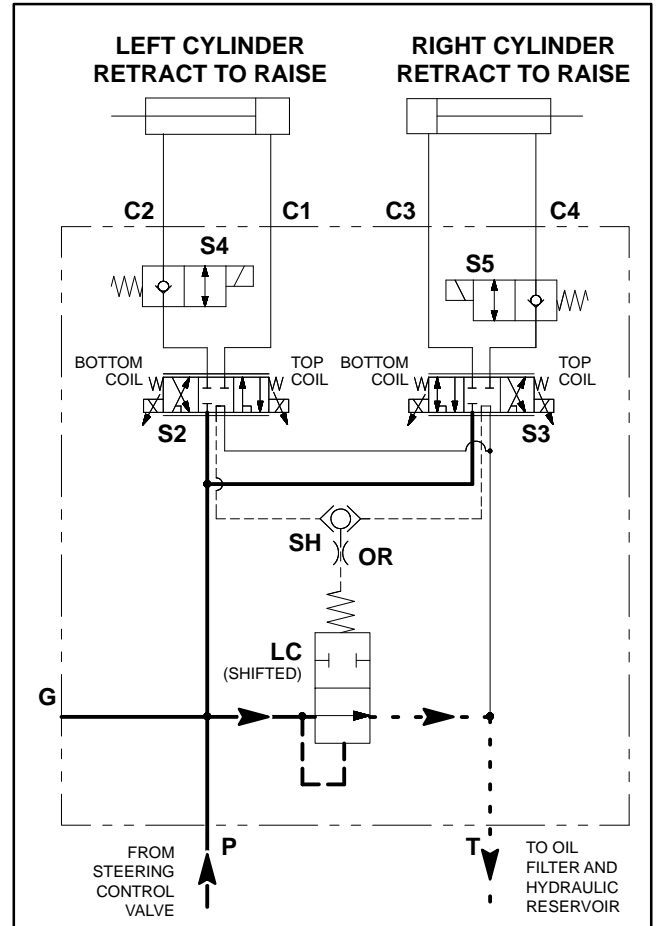 LEFT CYLINDER
RETRACT TO RAISE
RIGHT CYLINDER
RETRACT TO RAISE
C2
C1
C3
C4
S4
S5
BOTTOM
COIL
TOP
COIL
BOTTOM
COIL
TOP
COIL
S2
S3
SH
OR
LC
(SHIFTED)
G
P
FROM
STEERING
CONTROL
VALVE
T
TO OIL
FILTER AND
HYDRAULIC
RESERVOIR